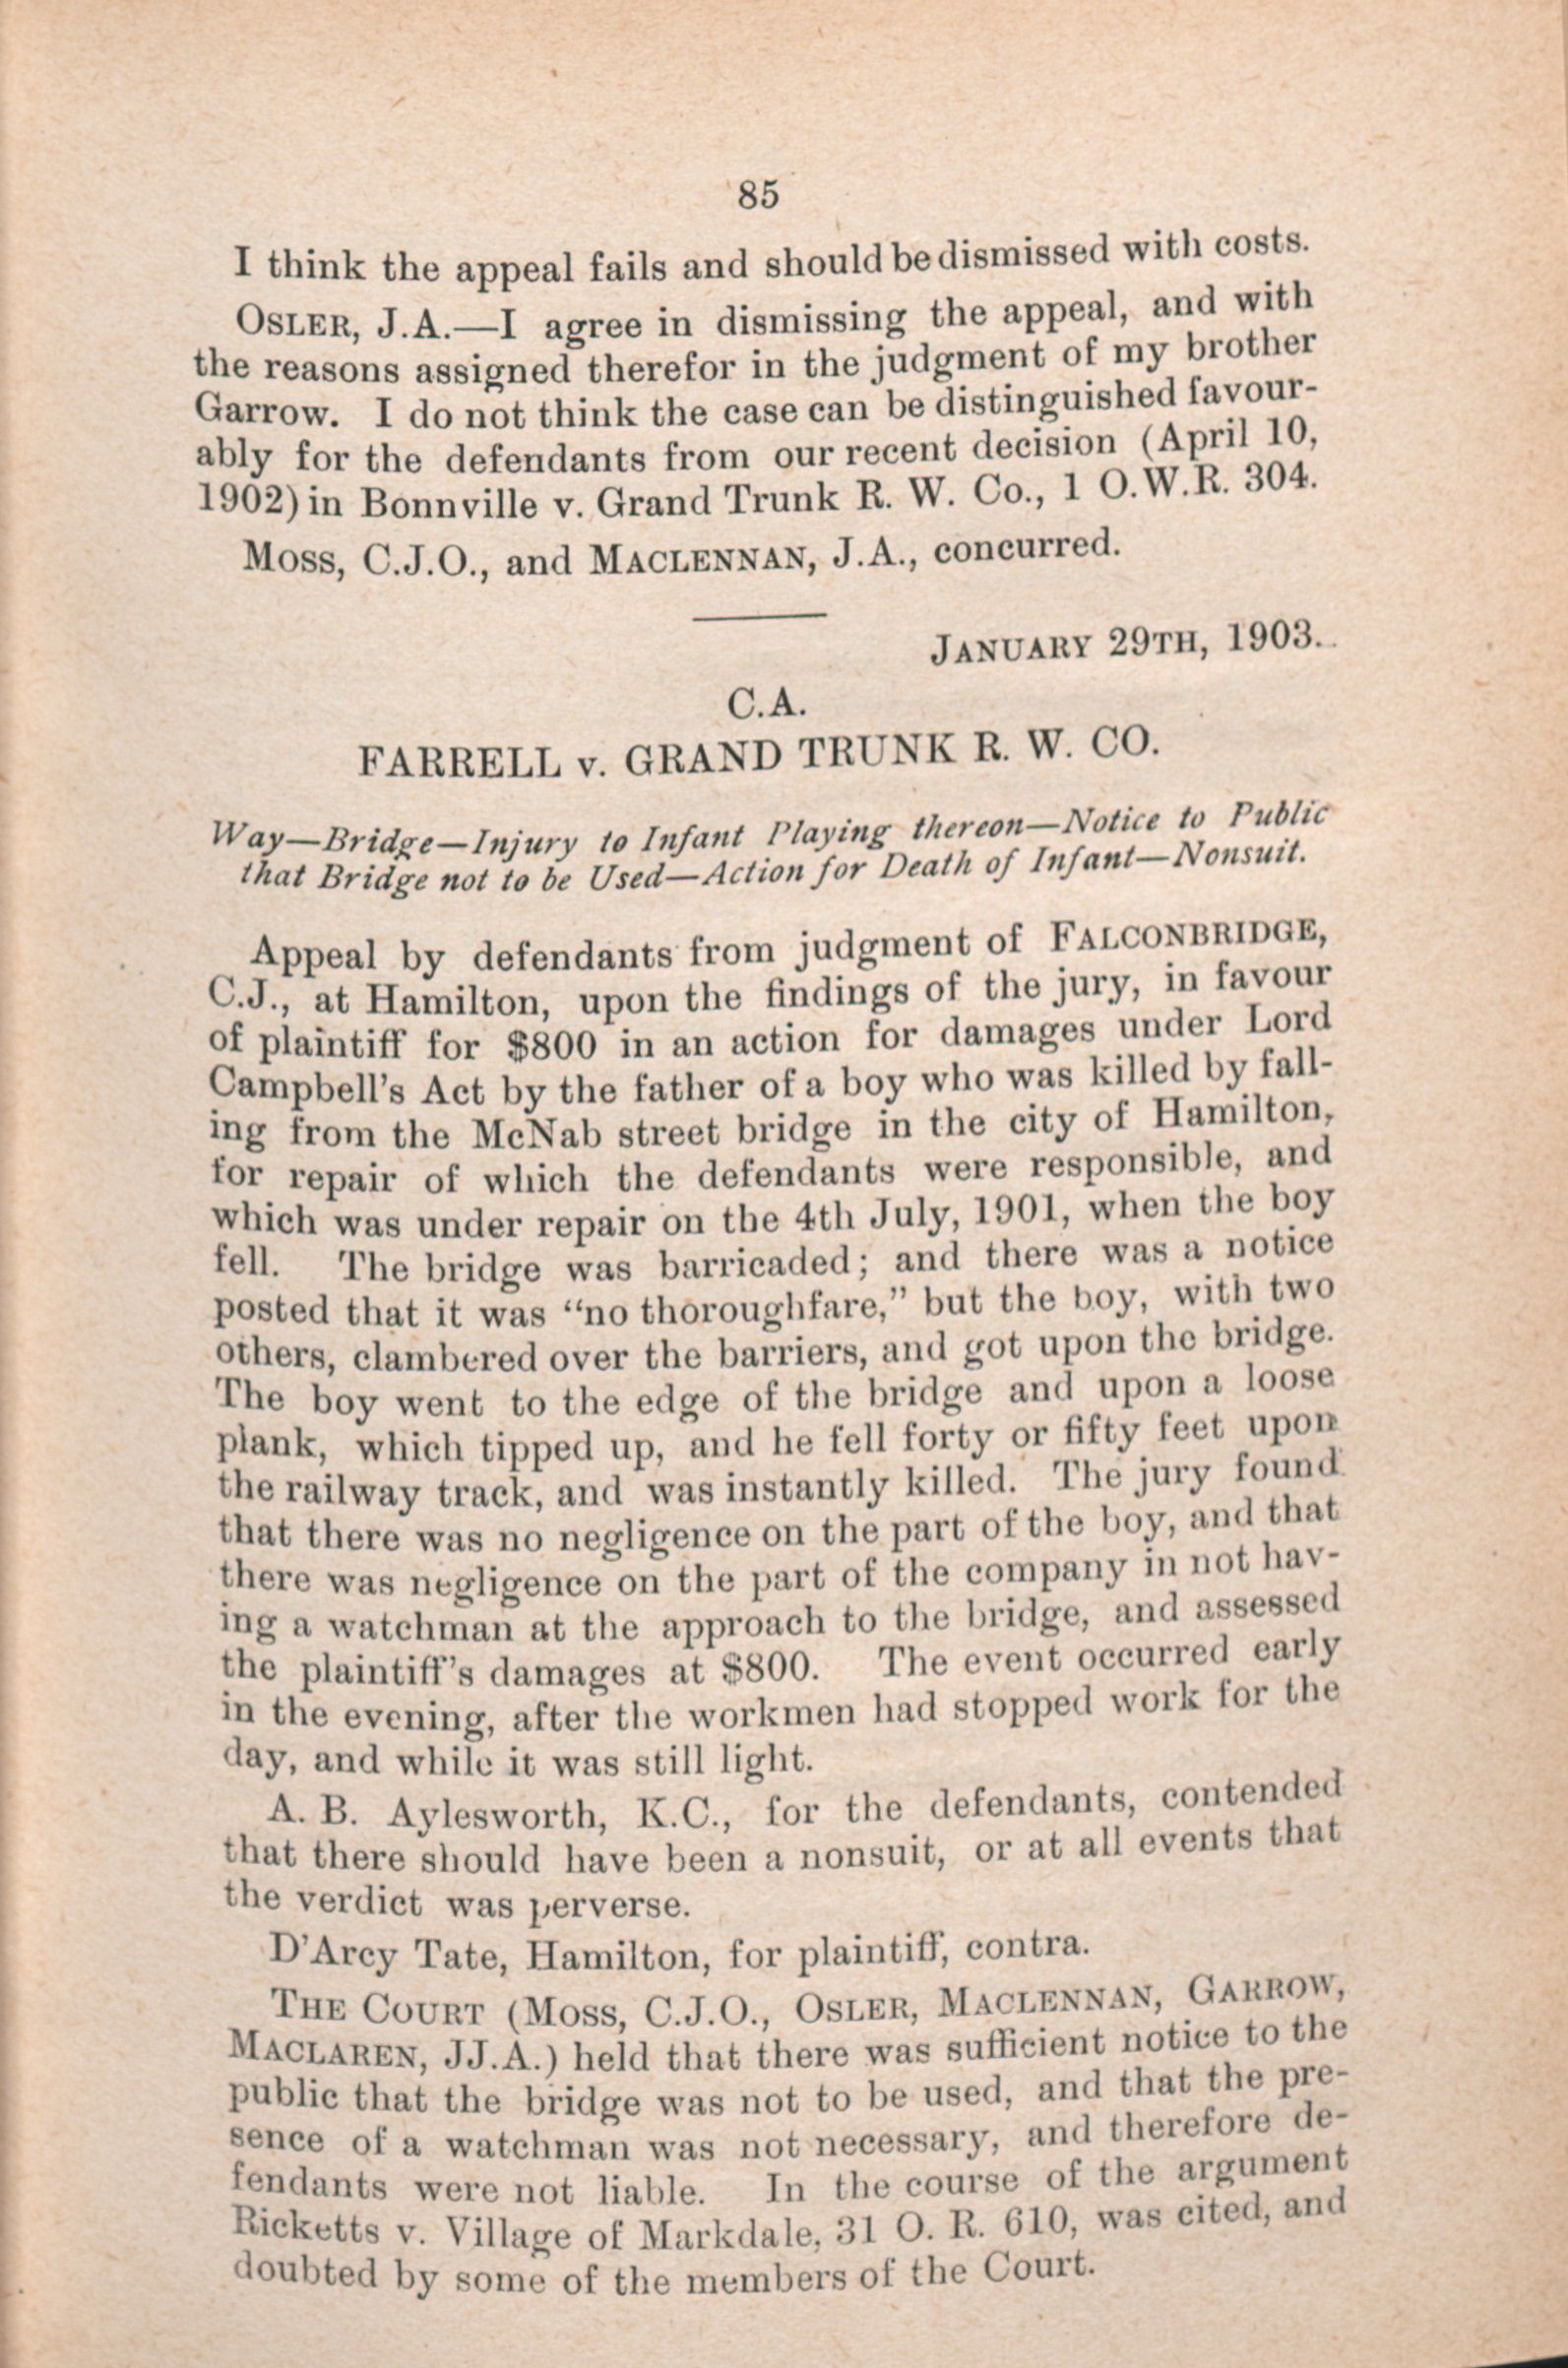 85
I think the appeal fails and should be dismissed with costs.
OSLER, J.A.—I agree in dismissing the appeal, and with
the reasons assigned therefor in the judgment of my brother
Garrow. I do not think the case can be distinguished favour-
ably for the defendants from our recent decision (April 10,
1902) in Bonnville v. Grand Trunk R. W. Co., 1 O.W.R. 304.
MOSS, C.J.O., and MACLENNAN, J.A., concurred.
JANUARY 29TH, 1903.
C.A.
FARRELL v. GRAND TRUNK R. W. CO.
Way—Bridge—Injury to Infant Playing thereon—Notice to Public
that Bridge not to be Used—Action for Death of Infant—Nonsuit.
Appeal by defendants from judgment of FALCONBRIDGE,
C.J., at Hamilton, upon the findings of the jury, in favour
of plaintiff for $800 in an action for damages under Lord
Campbell's Act by the father of a boy who was killed by fall-
ing from the McNab street bridge in the city of Hamilton,
for repair of which the defendants were responsible, and
which was under repair on the 4th July, 1901, when the boy
fell. The bridge was barricaded; and there was a notice
posted that it was “no thoroughfare,” but the boy, with two
others, clambered over the barriers, and got upon the bridge.
The boy went to the edge of the bridge and upon a loose
plank, which tipped up, and he fell forty or fifty feet upon
the railway track, and was instantly killed. The jury found
that there was no negligence on the part of the boy, and that
there was negligence on the part of the company in not hav-
ing a watchman at the approach to the bridge, and assessed
the plaintiff's damages at $800. The event occurred early
in the evening, after the workmen had stopped work for the
day, and while it was still light.
A. B. Aylesworth, K.C., for the defendants, contended
that there should have been a nonsuit, or at all events that
the verdict was perverse.
D'Arcy Tate, Hamilton, for plaintiff, contra.
THE COURT (MOSS, C.J.O., OSLER, MACLENNAN, GARROW,
MACLAREN, JJ.A.) held that there was sufficient notice to the
public that the bridge was not to be used, and that the pre-
sence of a watchman was not necessary, and therefore de-
fendants were not liable. In the course of the argument
Ricketts v. Village of Markdale, 31 O. R. 610, was cited, and
doubted by some of the members of the Court.